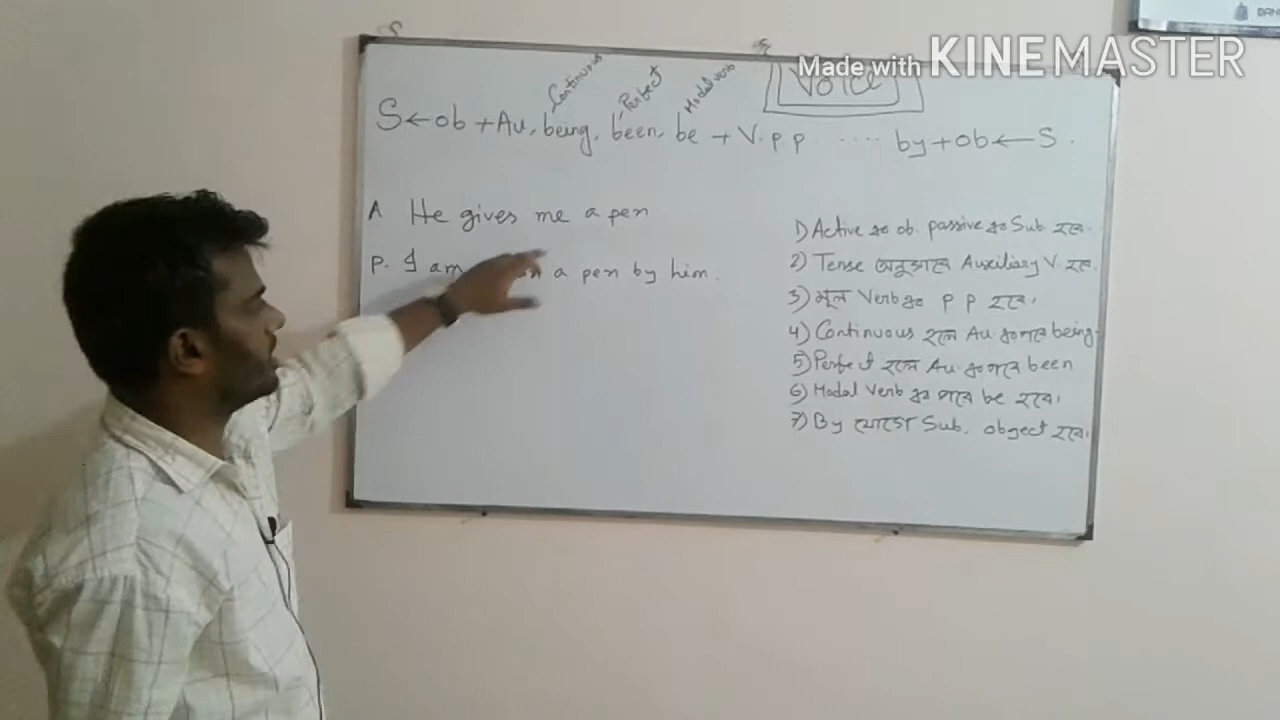 Made with KINEMASTER
Voice
Continuous Perfect Modal verb
S←ob +Au, being, been, be + V. p p .... by+ob←S.
A He gives me a pen
P. I am a pen by him.
1) Active এর ob. passive এর Sub হবে.
2) Tense অনুসারে Auxiliary V. হবে.
3) মূল Verb এর P P হবে।
4) Continuous হলে Au. এর পরে being.
5) Perfect হলে Au. এর পরে been
6) Modal Verb এর পরে be হবে।
7) By যোগে Sub. object হবে।